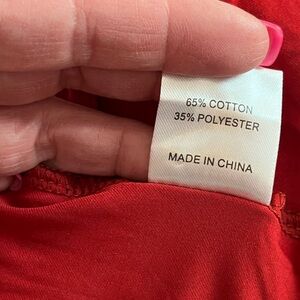 65% COTTON
35% POLYESTER
MADE IN CHINA